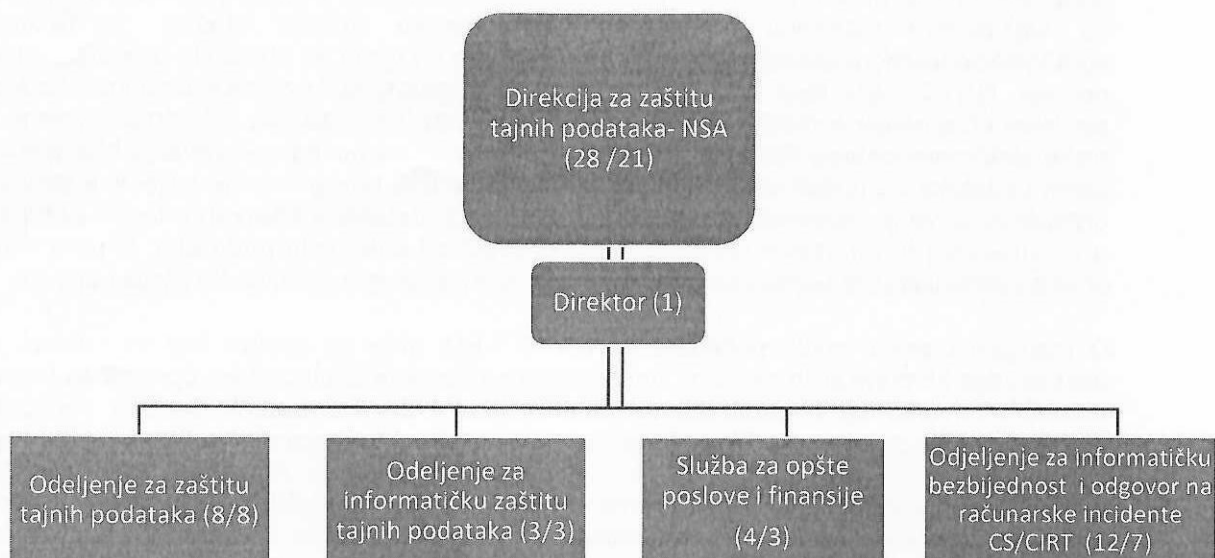 Direkcija za zaštitu
tajnih podataka- NSA
(28 /21)
Direktor (1)
Odeljenje za zaštitu
tajnih podataka (8/8)
Odeljenje za
informatičku zaštitu
tajnih podataka (3/3)
Služba za opšte
poslove i finansije
(4/3)
Odjeljenje za informatičku
bezbijednost i odgovor na
računarske incidente
CS/CIRT (12/7)